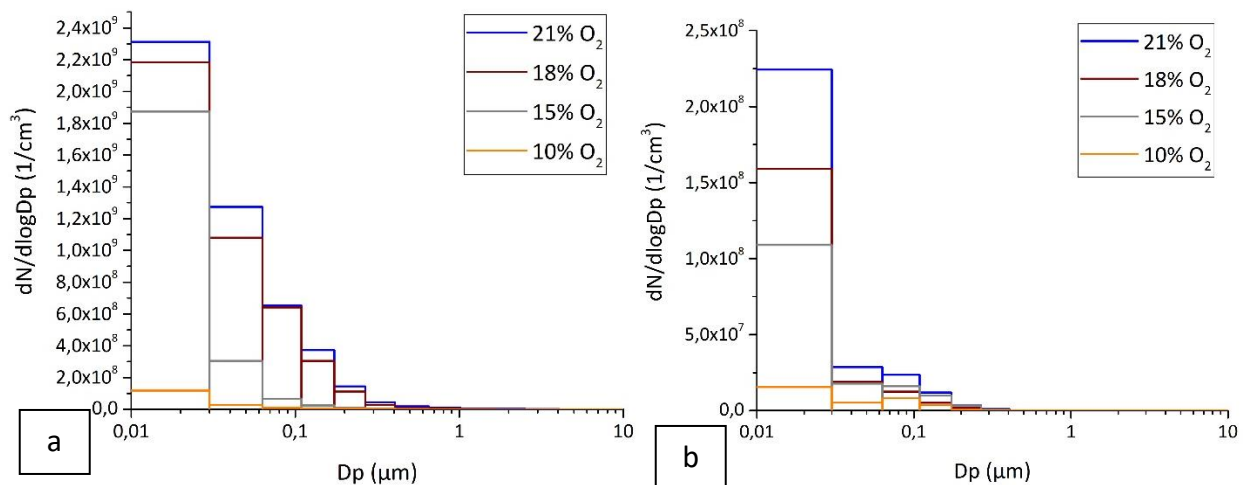 2,4x10⁹
2,2x10⁹
2,0x10⁹
1,8x10⁹
1,6x10⁹
1,4x10⁹
1,2x10⁹
1,0x10⁹
8,0x10⁸
6,0x10⁸
4,0x10⁸
2,0x10⁸
0,0
dN/dlogDp (1/cm³)
21% O₂
18% O₂
15% O₂
10% O₂
0,01 0,1 1 10
Dp (µm)
a
2,5x10⁸
2,0x10⁸
1,5x10⁸
1,0x10⁸
5,0x10⁷
0,0
dN/dlogDp (1/cm³)
21% O₂
18% O₂
15% O₂
10% O₂
0,01 0,1 1 10
Dp (µm)
b